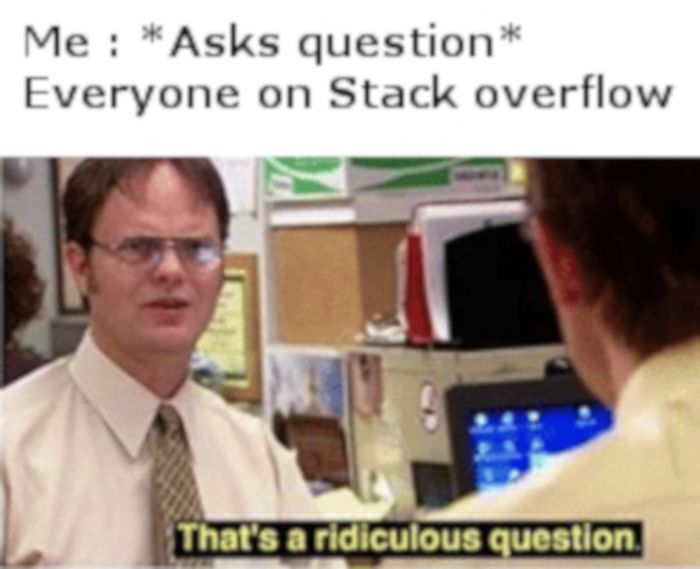 Me : *Asks question*
Everyone on Stack overflow
That's a ridiculous question.